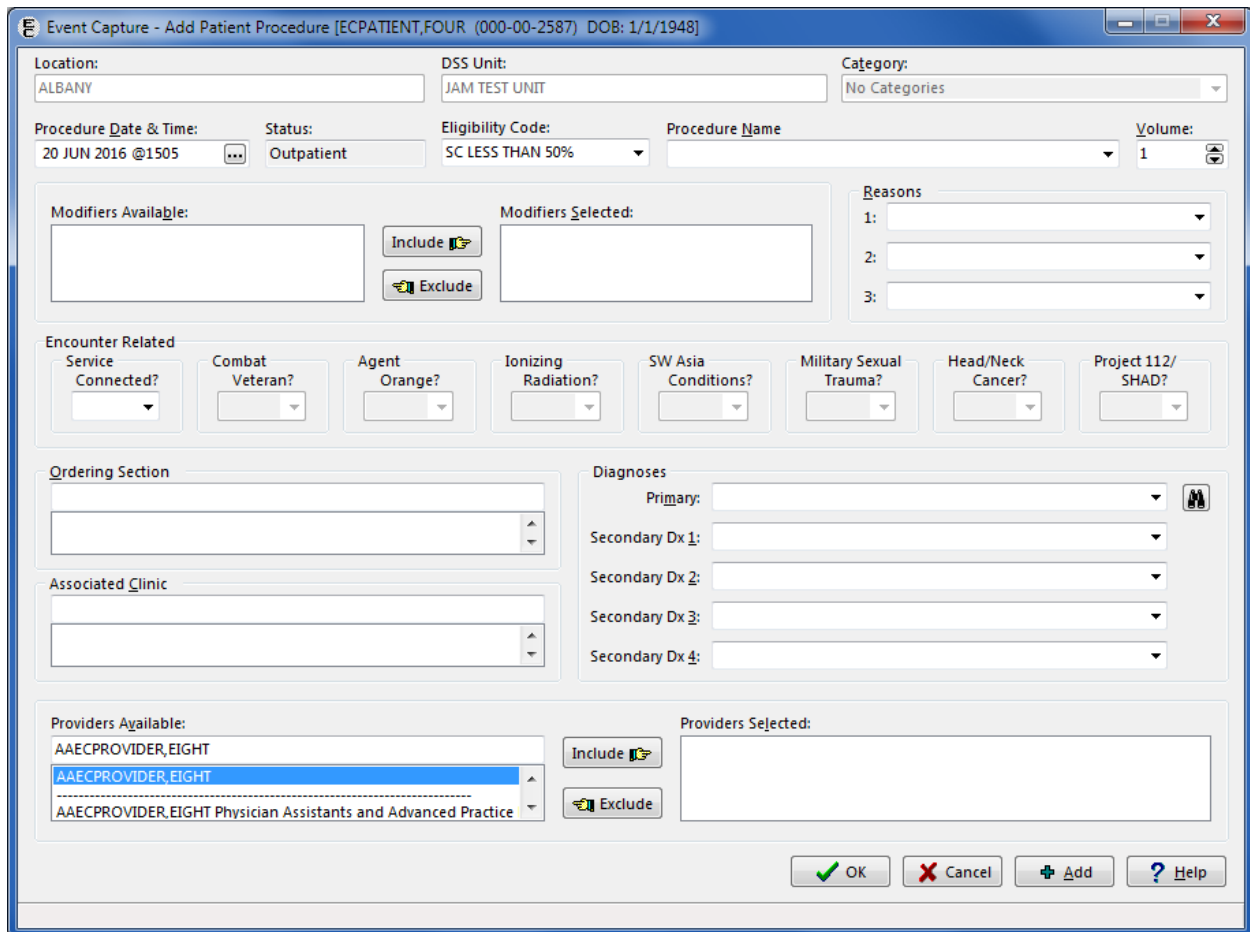 Event Capture - Add Patient Procedure [ECPATIENT,FOUR (000-00-2587) DOB: 1/1/1948]
Location: DSS Unit: Category:
ALBANY JAM TEST UNIT No Categories
Procedure Date & Time: Status: Eligibility Code: Procedure Name Volume:
20 JUN 2016 @1505 ... Outpatient SC LESS THAN 50% 1
Modifiers Available: Modifiers Selected:
Include
Exclude
Reasons
1:
2:
3:
Encounter Related
Service Connected?
Combat Veteran?
Agent Orange?
Ionizing Radiation?
SW Asia Conditions?
Military Sexual Trauma?
Head/Neck Cancer?
Project 112/ SHAD?
Ordering Section
Associated Clinic
Diagnoses
Primary:
Secondary Dx 1:
Secondary Dx 2:
Secondary Dx 3:
Secondary Dx 4:
Providers Available: Providers Selected:
AAECPROVIDER,EIGHT
AAECPROVIDER,EIGHT
--------------------------------------------------------------------------
AAECPROVIDER,EIGHT Physician Assistants and Advanced Practice
Include
Exclude
OK Cancel Add Help